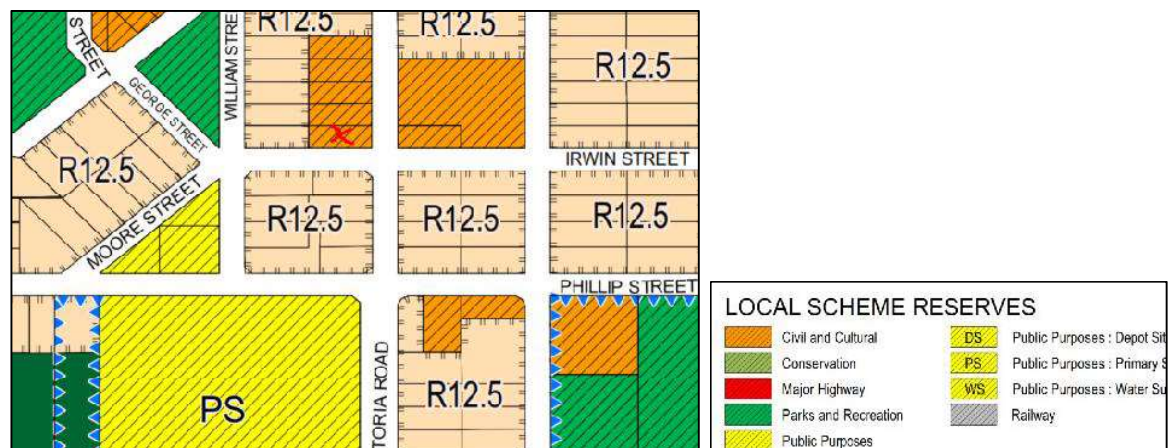 STREET
WILLIAM STRE
R12.5
R12.5
R12.5
GEORGE STREET
R12.5
MOORE STREET
IRWIN STREET
R12.5
R12.5
R12.5
PHILLIP STREET
PS
TORIA ROAD
R12.5
LOCAL SCHEME RESERVES
Civil and Cultural
DS Public Purposes : Depot Sit
Conservation
PS Public Purposes : Primary S
Major Highway
WS Public Purposes : Water Su
Parks and Recreation
Railway
Public Purposes